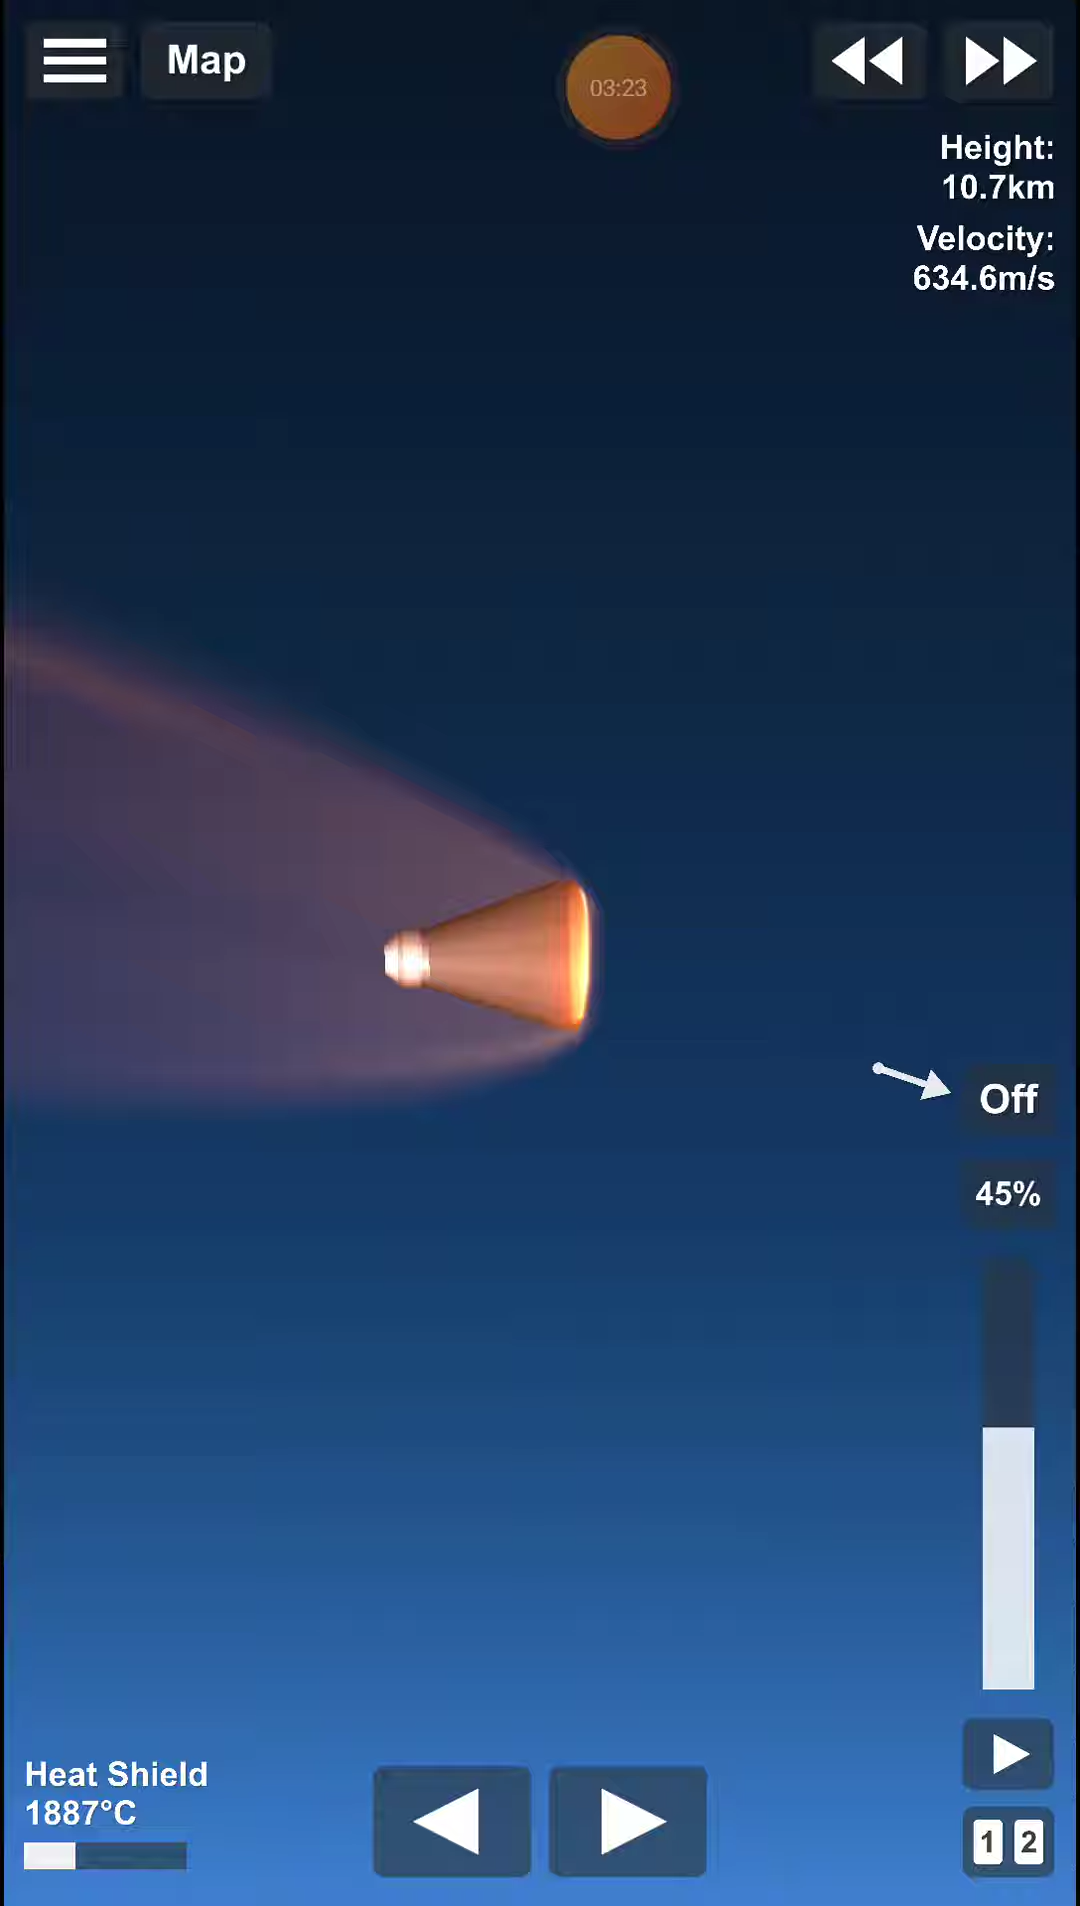 Map
03:23
Height:
10.7km
Velocity:
634.6m/s
Off
45%
Heat Shield
1887°C
1 2